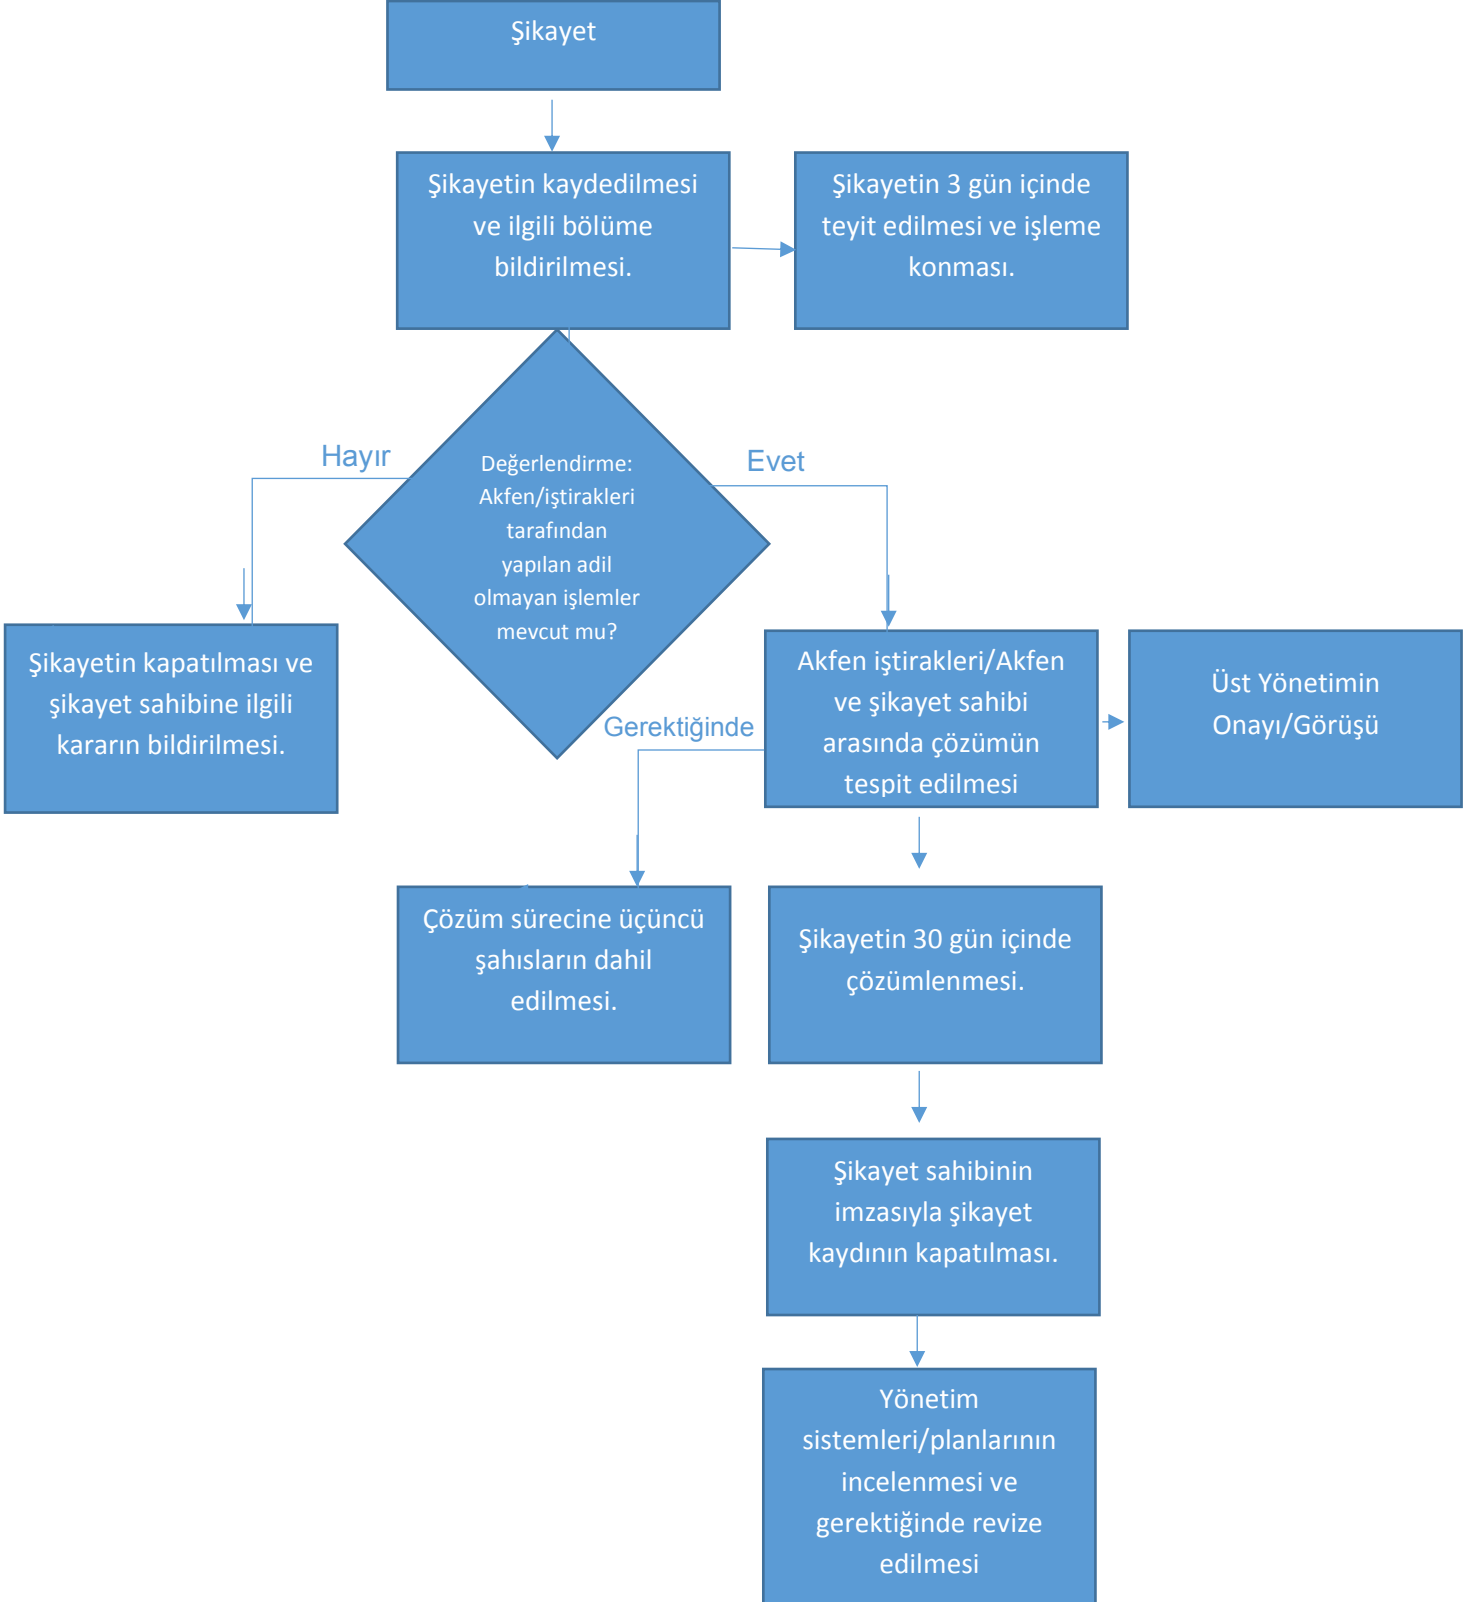 Şikayet
Şikayetin kaydedilmesi
ve ilgili bölüme
bildirilmesi.
Şikayetin 3 gün içinde
teyit edilmesi ve işleme
konması.
Hayır
Evet
Değerlendirme:
Akfen/iştirakleri
tarafından
yapılan adil
olmayan işlemler
mevcut mu?
Şikayetin kapatılması ve
şikayet sahibine ilgili
kararın bildirilmesi.
Akfen iştirakleri/Akfen
ve şikayet sahibi
arasında çözümün
tespit edilmesi
Üst Yönetimin
Onayı/Görüşü
Gerektiğinde
Çözüm sürecine üçüncü
şahısların dahil
edilmesi.
Şikayetin 30 gün içinde
çözümlenmesi.
Şikayet sahibinin
imzasıyla şikayet
kaydının kapatılması.
Yönetim
sistemleri/planlarının
incelenmesi ve
gerektiğinde revize
edilmesi